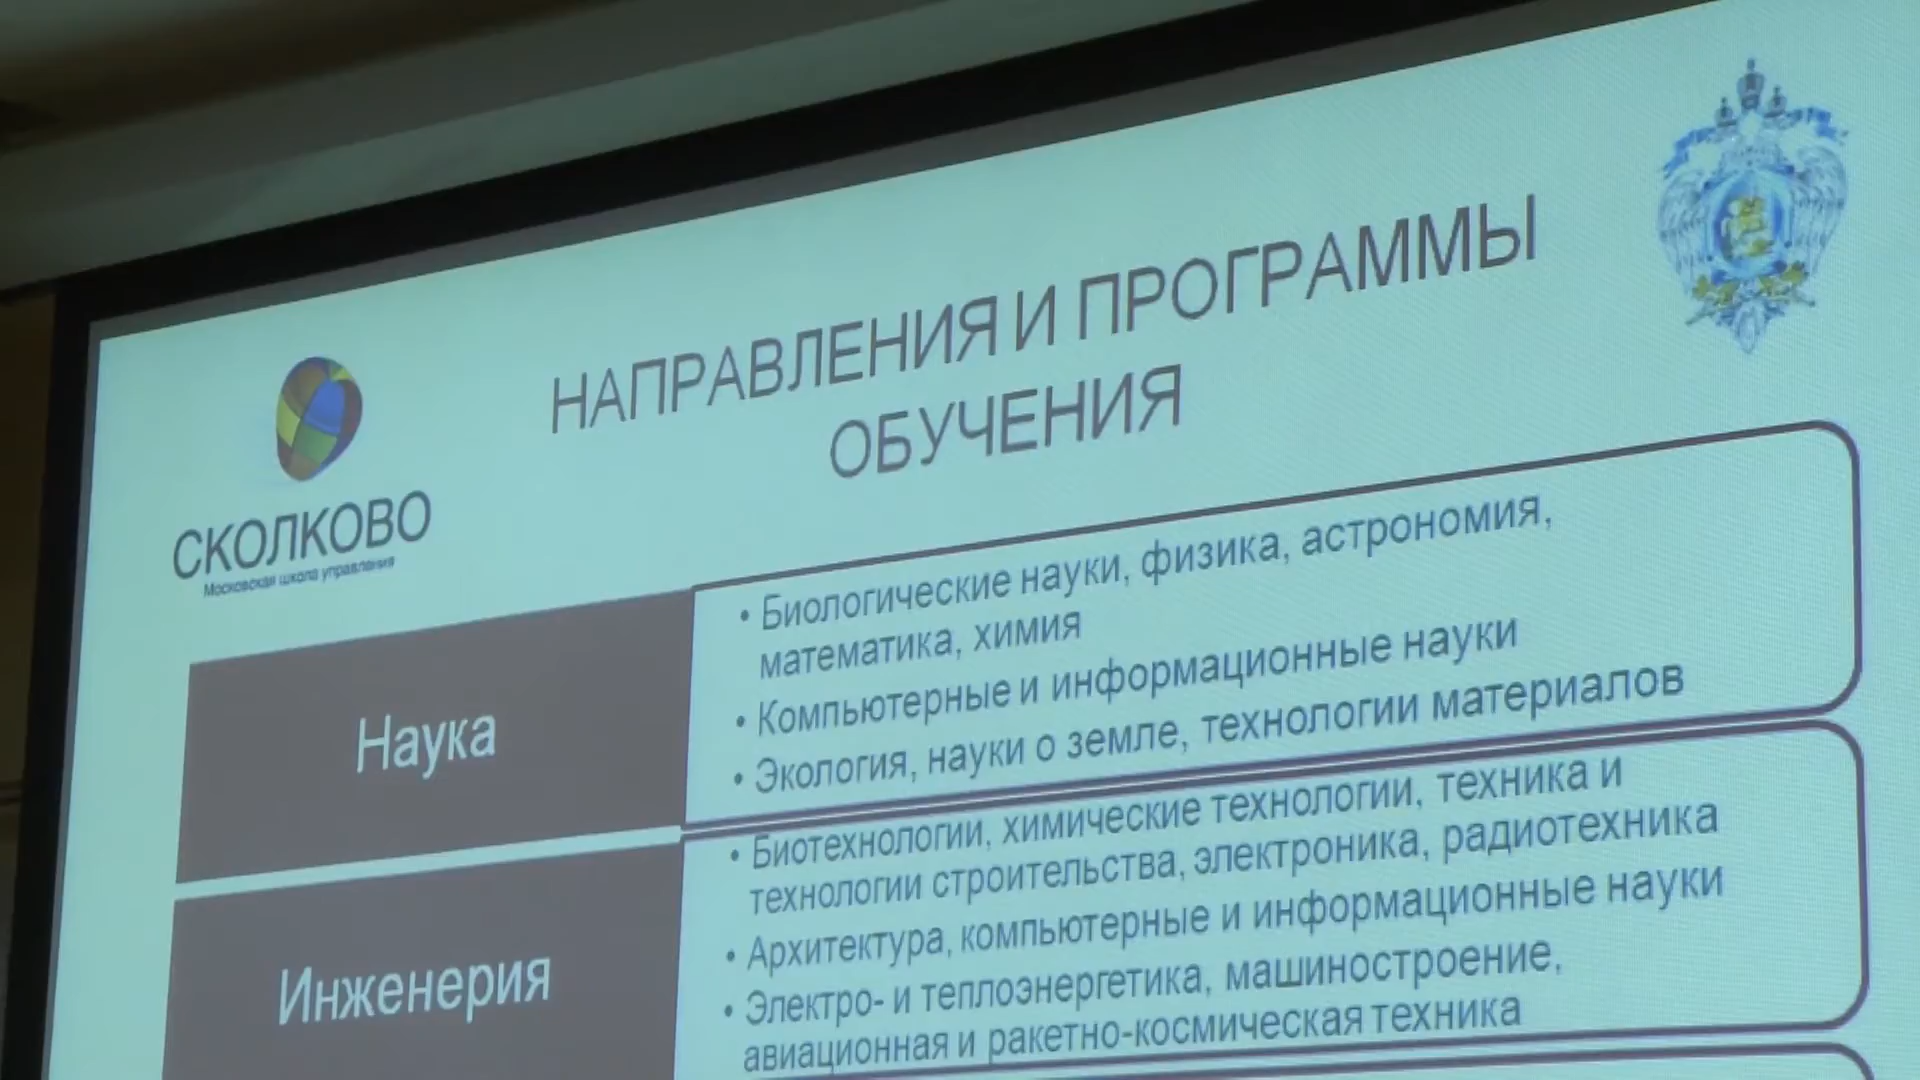 НАПРАВЛЕНИЯ И ПРОГРАММЫ
ОБУЧЕНИЯ
СКОЛКОВО
Московская школа управления
Наука
• Биологические науки, физика, астрономия,
математика, химия
• Компьютерные и информационные науки
• Экология, науки о земле, технологии материалов
Инженерия
• Биотехнологии, химические технологии, техника и
технологии строительства, электроника, радиотехника
• Архитектура, компьютерные и информационные науки
• Электро- и теплоэнергетика, машиностроение,
авиационная и ракетно-космическая техника